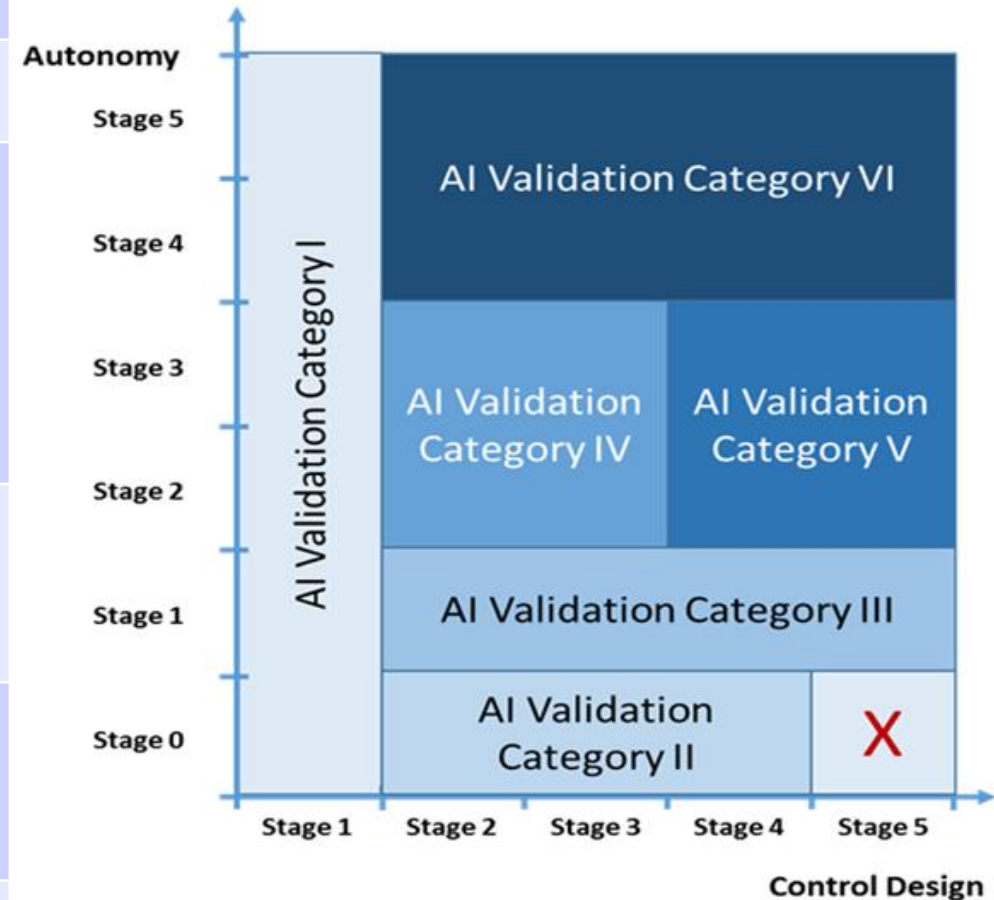 Autonomy
Stage 5
AI Validation Category VI
Stage 4
AI Validation Category I
Stage 3
AI Validation
Category IV
AI Validation
Category V
Stage 2
AI Validation Category III
Stage 1
AI Validation
Category II
X
Stage 0
Stage 1
Stage 2
Stage 3
Stage 4
Stage 5
Control Design